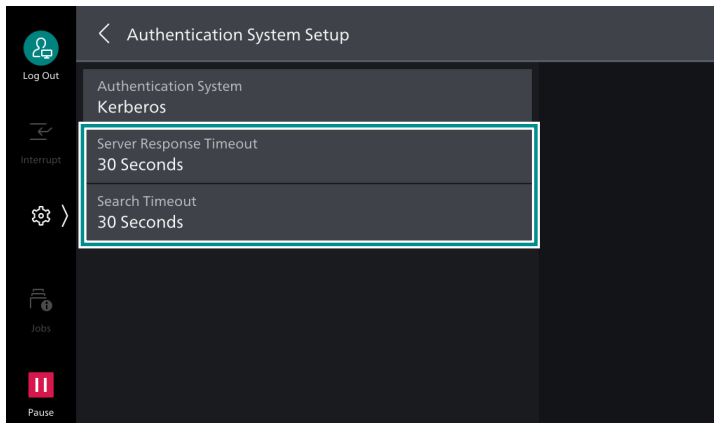 Authentication System Setup
Log Out
Authentication System
Kerberos
Interrupt
Server Response Timeout
30 Seconds
Search Timeout
30 Seconds
Jobs
Pause